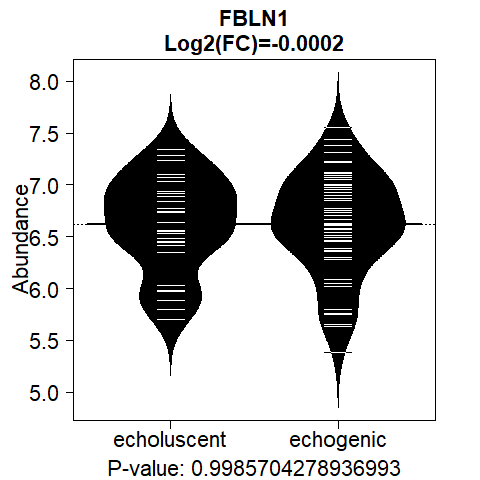 FBLN1
Log2(FC)=-0.0002
Abundance
8.0
7.5
7.0
6.5
6.0
5.5
5.0
echoluscent echogenic
P-value: 0.9985704278936993